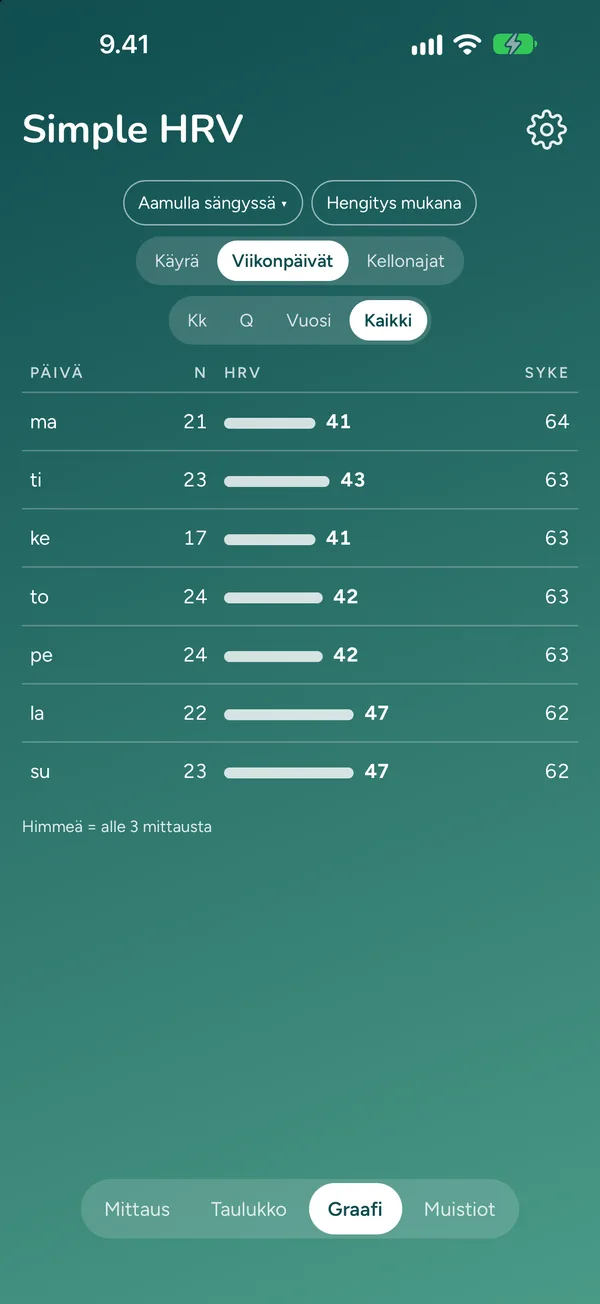 9.41
Simple HRV
Aamulla sängyssä ▾ Hengitys mukana
Käyrä Viikonpäivät Kellonajat
Kk Q Vuosi Kaikki
PÄIVÄ N HRV SYKE
ma 21 41 64
ti 23 43 63
ke 17 41 63
to 24 42 63
pe 24 42 63
la 22 47 62
su 23 47 62
Himmeä = alle 3 mittausta
Mittaus Taulukko Graafi Muistiot